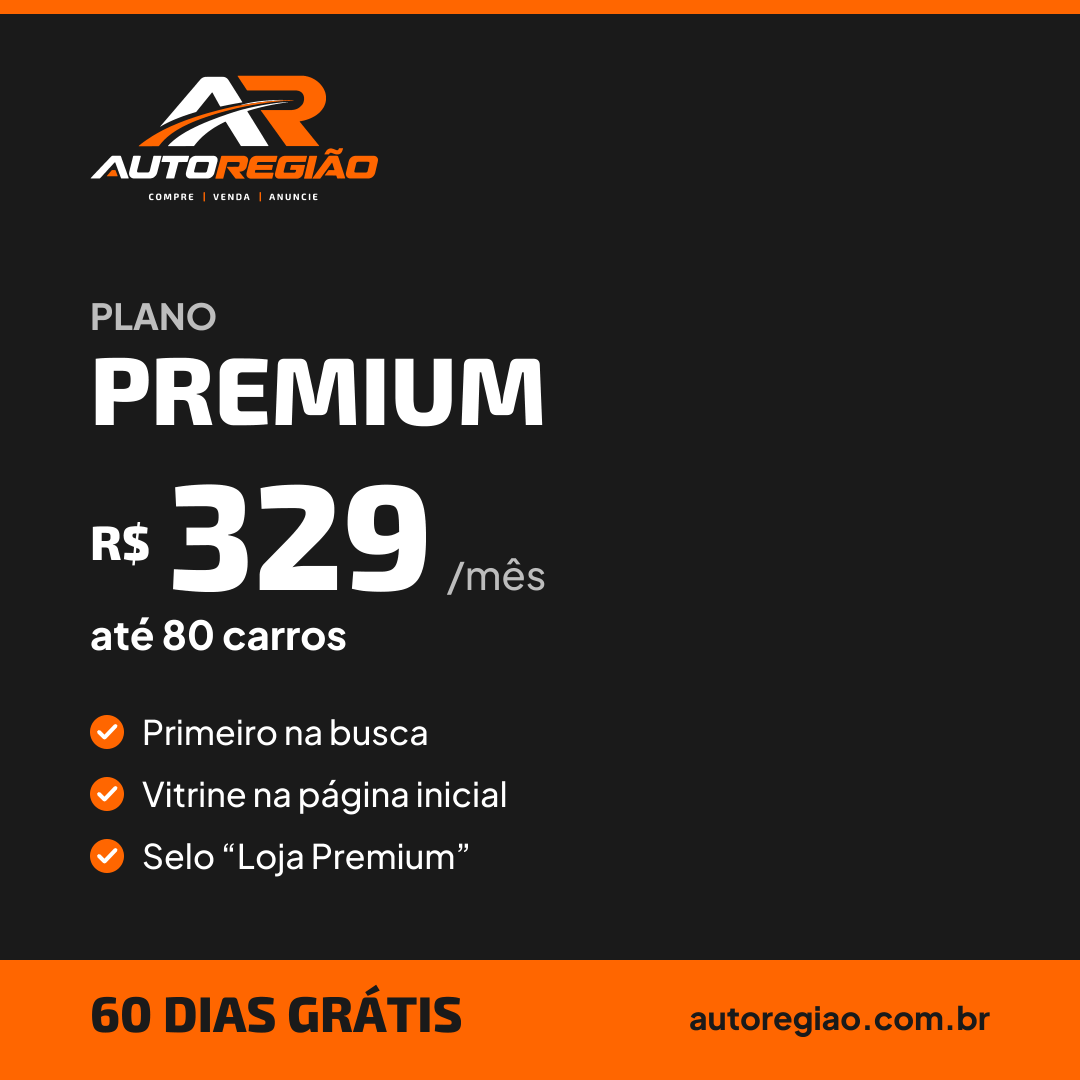 AR
AUTOREGIÃO
COMPRE | VENDA | ANUNCIE
PLANO
PREMIUM
R$ 329 /mês
até 80 carros
Primeiro na busca
Vitrine na página inicial
Selo “Loja Premium”
60 DIAS GRÁTIS
autoregiao.com.br